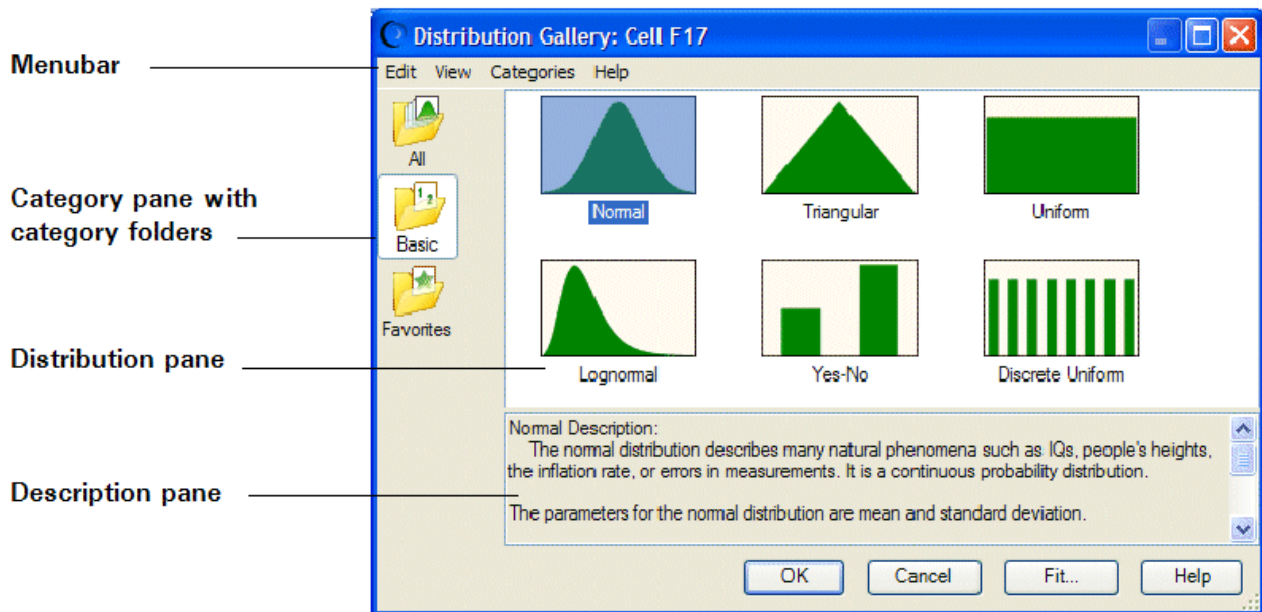 Distribution Gallery: Cell F17
Menubar
Edit View Categories Help
All
Category pane with
category folders
1 2
Basic
Favorites
Normal Triangular Uniform
Distribution pane
Lognormal Yes-No Discrete Uniform
Normal Description:
The normal distribution describes many natural phenomena such as IQs, people's heights,
the inflation rate, or errors in measurements. It is a continuous probability distribution.
Description pane
The parameters for the normal distribution are mean and standard deviation.
OK Cancel Fit... Help